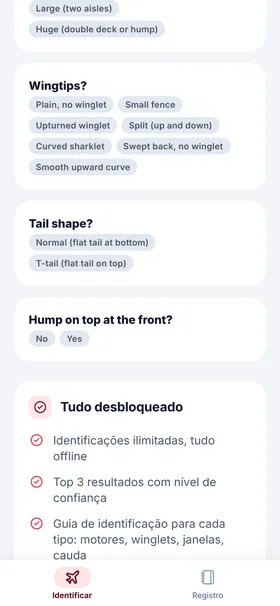 Large (two aisles)
Huge (double deck or hump)
Wingtips?
Plain, no winglet Small fence
Upturned winglet Split (up and down)
Curved sharklet Swept back, no winglet
Smooth upward curve
Tail shape?
Normal (flat tail at bottom)
T-tail (flat tail on top)
Hump on top at the front?
No Yes
Tudo desbloqueado
Identificações ilimitadas, tudo
offline
Top 3 resultados com nível de
confiança
Guia de identificação para cada
tipo: motores, winglets, janelas,
cauda
Identificar Registro